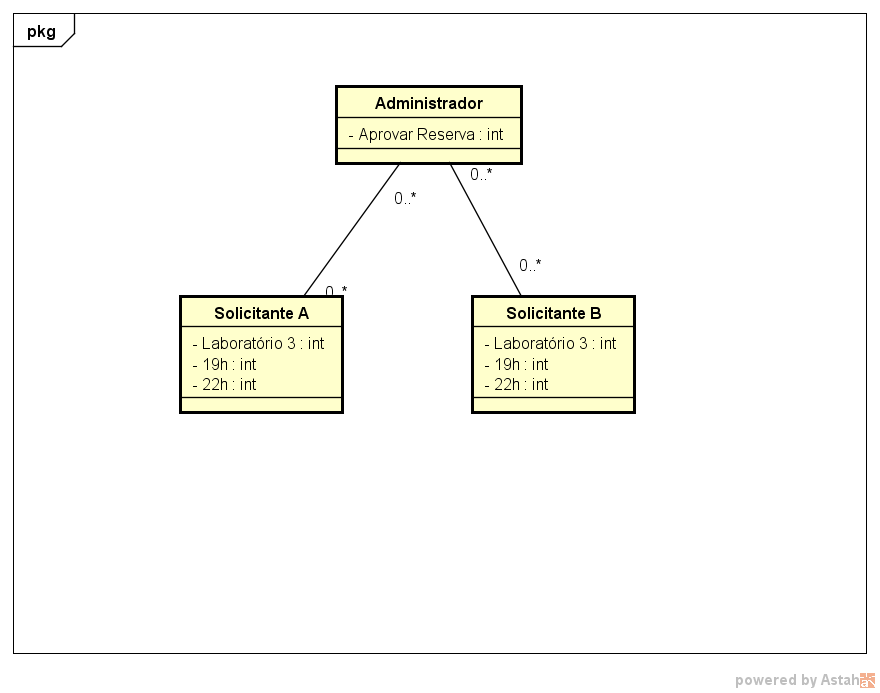 pkg
Administrador
- Aprovar Reserva : int
0..*
0..*
0..*
0..*
Solicitante A
- Laboratório 3 : int
- 19h : int
- 22h : int
Solicitante B
- Laboratório 3 : int
- 19h : int
- 22h : int
powered by Astah